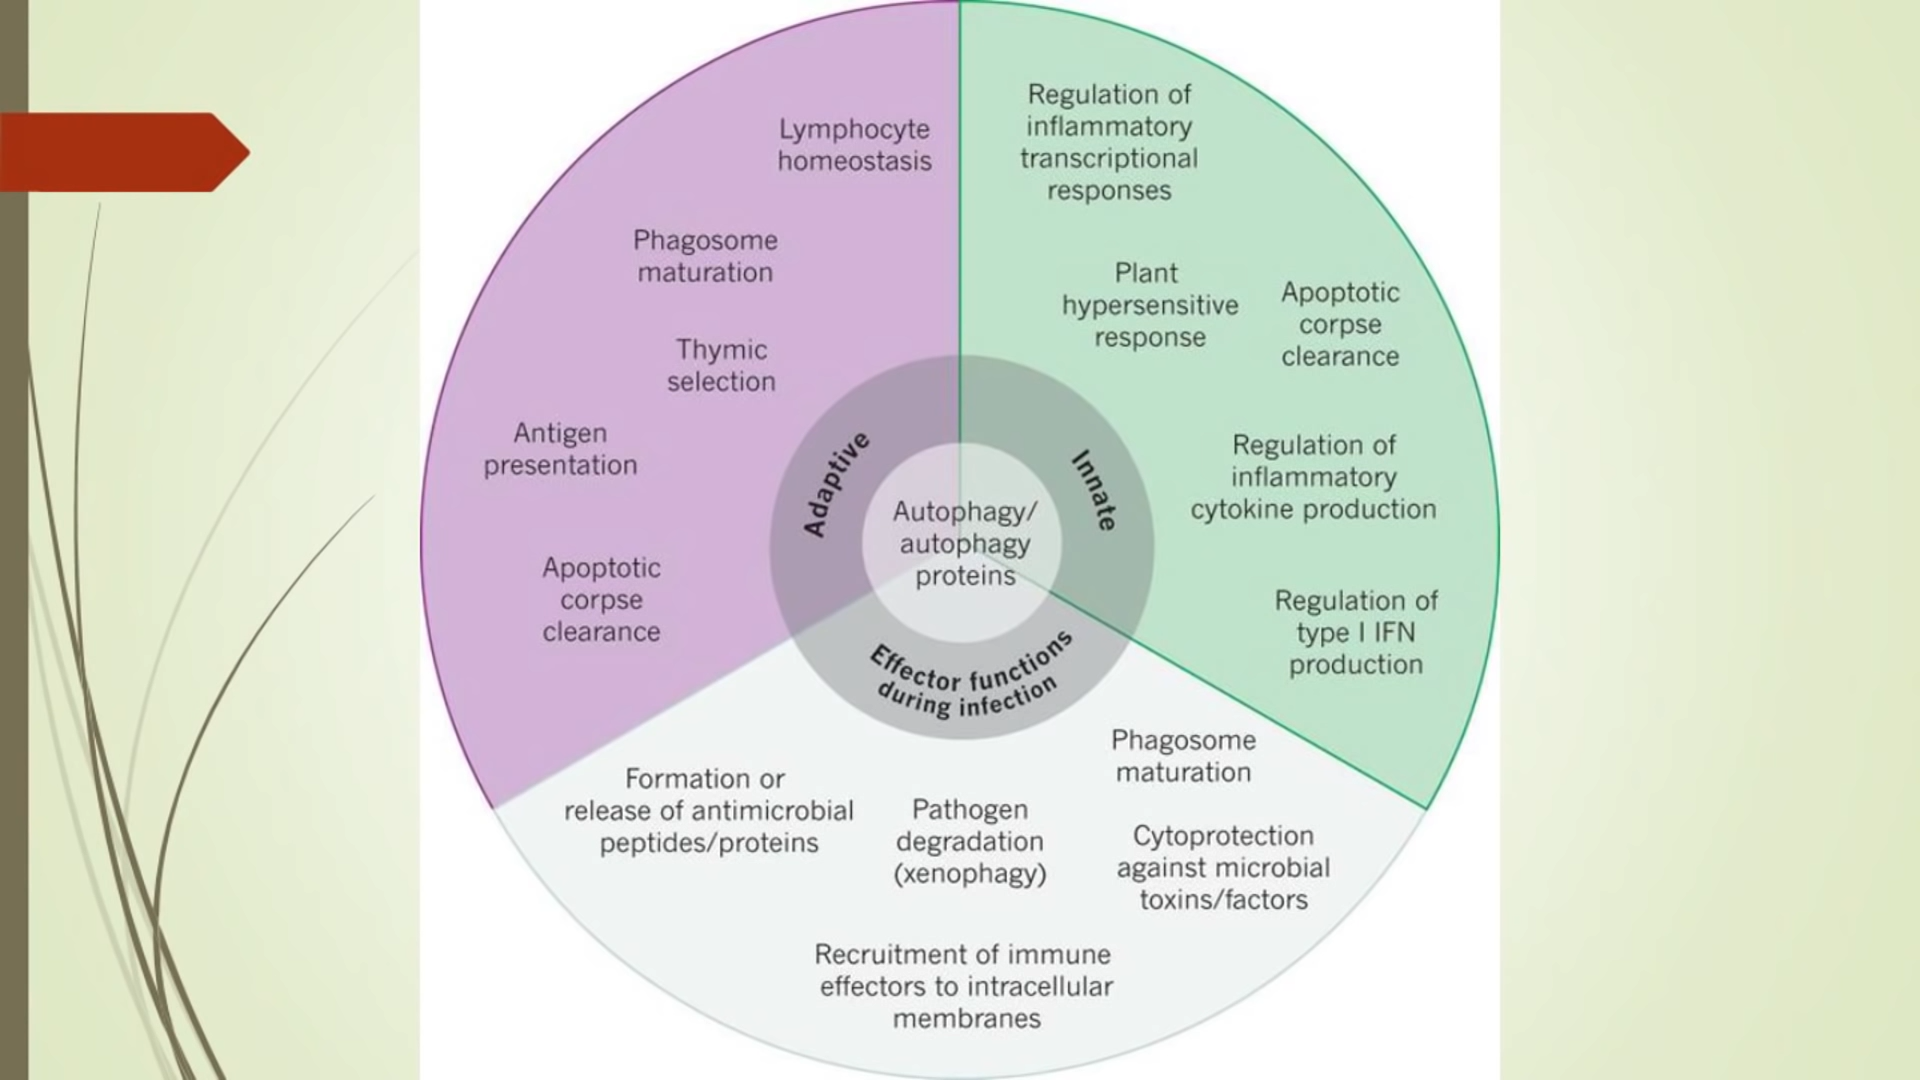 Lymphocyte
homeostasis
Phagosome
maturation
Thymic
selection
Antigen
presentation
Apoptotic
corpse
clearance
Adaptive
Regulation of
inflammatory
transcriptional
responses
Plant
hypersensitive
response
Apoptotic
corpse
clearance
Regulation of
inflammatory
cytokine production
Regulation of
type I IFN
production
Innate
Autophagy/
autophagy
proteins
Effector functions
during infection
Formation or
release of antimicrobial
peptides/proteins
Pathogen
degradation
(xenophagy)
Phagosome
maturation
Cytoprotection
against microbial
toxins/factors
Recruitment of immune
effectors to intracellular
membranes